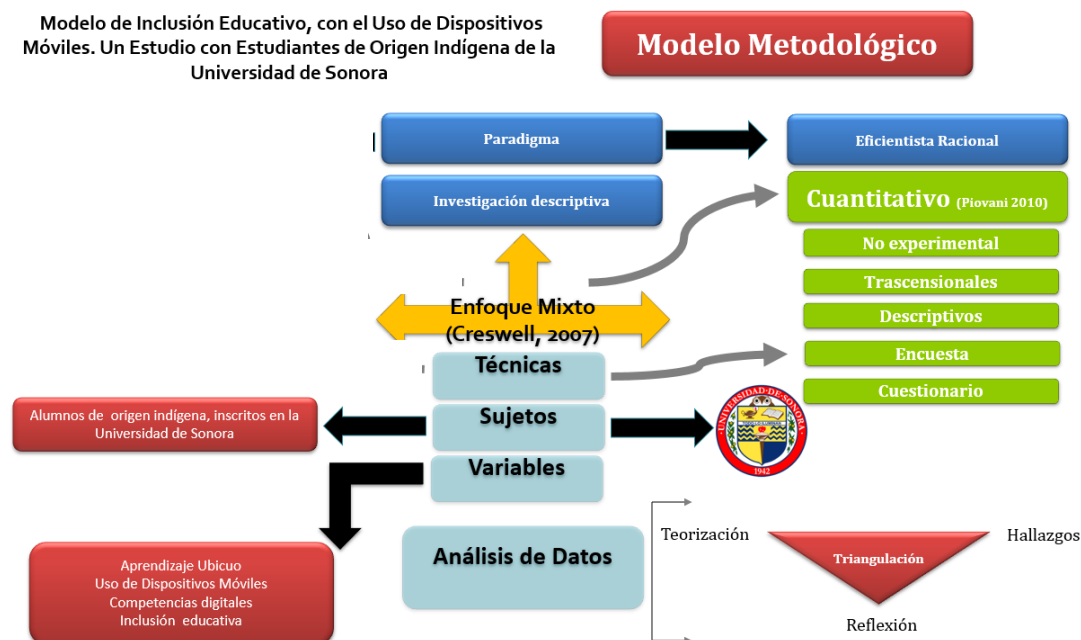 Modelo de Inclusión Educativo, con el Uso de Dispositivos
Móviles. Un Estudio con Estudiantes de Origen Indígena de la
Universidad de Sonora
Modelo Metodológico
Paradigma
Eficientista Racional
Investigación descriptiva
Cuantitativo (Piovani 2010)
No experimental
Trascensionales
Descriptivos
Encuesta
Cuestionario
Enfoque Mixto
(Creswell, 2007)
Técnicas
Sujetos
Variables
Alumnos de origen indígena, inscritos en la
Universidad de Sonora
UNIVERSIDAD·DE·SONORA
1942
Aprendizaje Ubicuo
Uso de Dispositivos Móviles
Competencias digitales
Inclusión educativa
Análisis de Datos
Teorización
Triangulación
Hallazgos
Reflexión